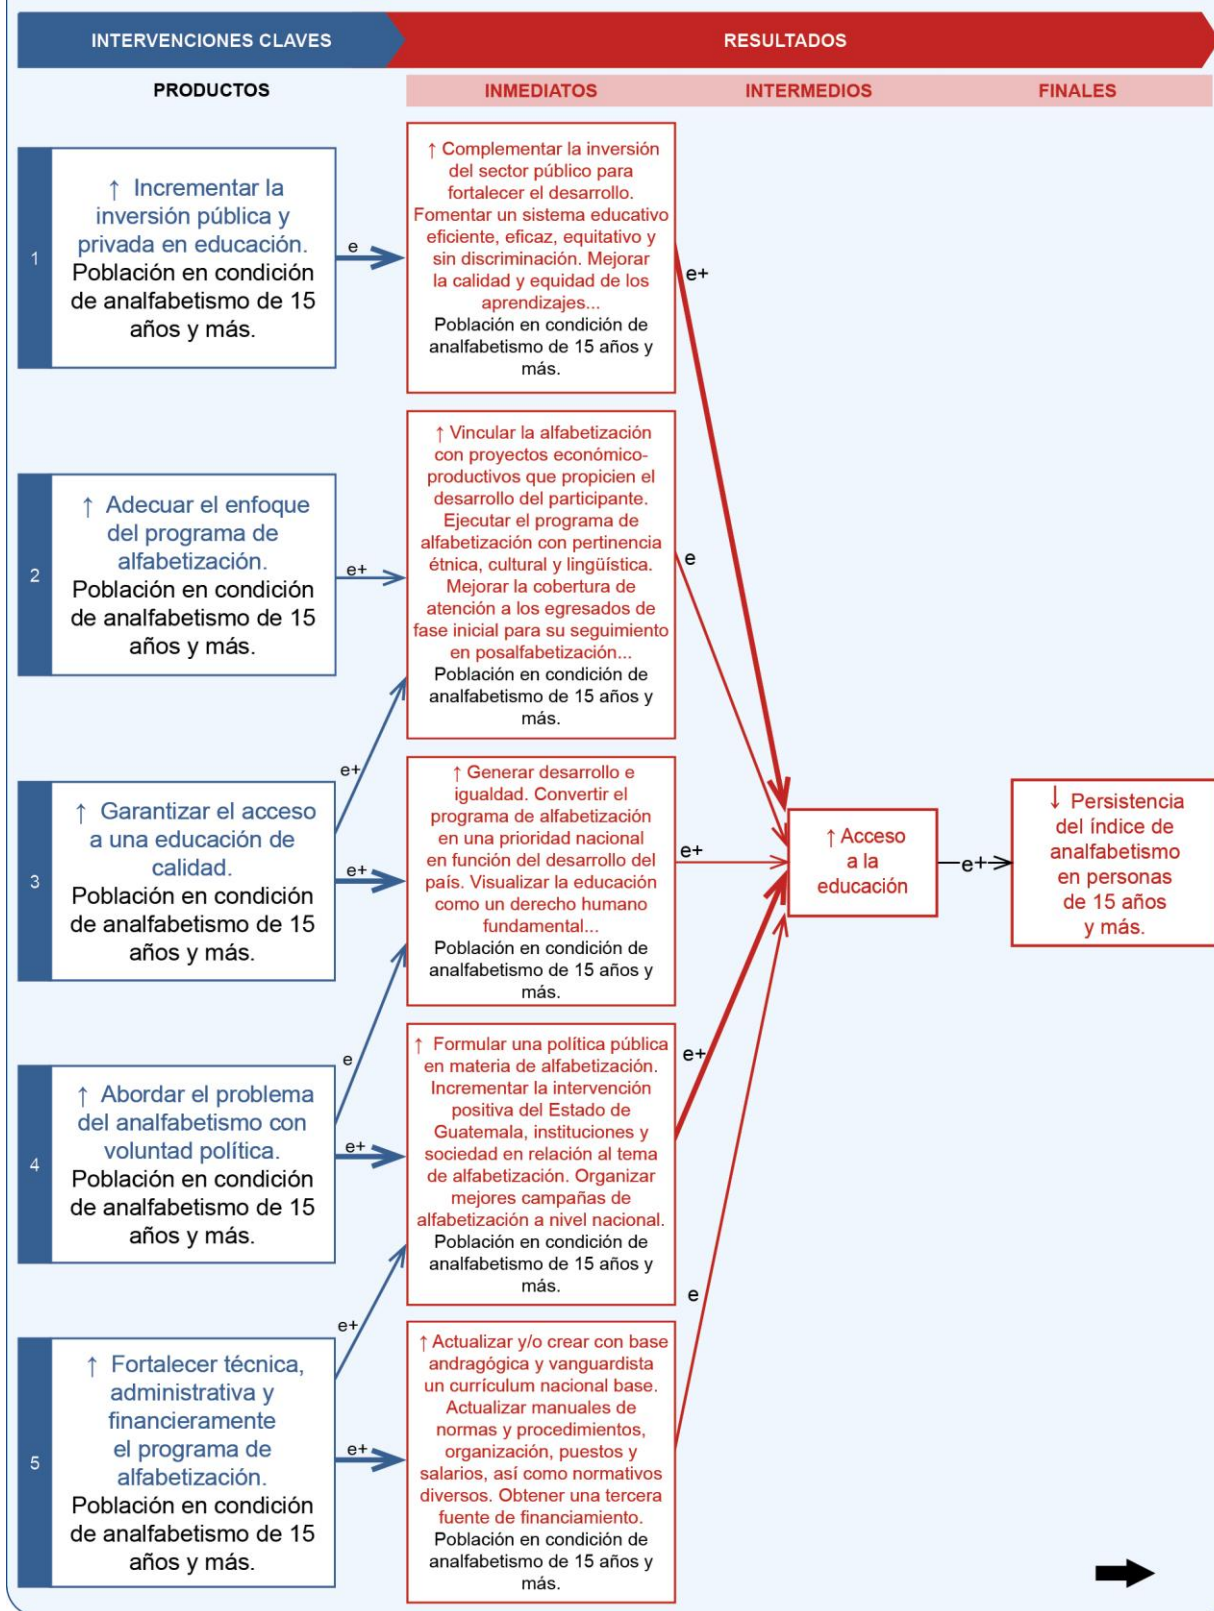 INTERVENCIONES CLAVES
RESULTADOS
PRODUCTOS
INMEDIATOS
INTERMEDIOS
FINALES
1
↑ Incrementar la
inversión pública y
privada en educación.
Población en condición
de analfabetismo de 15
años y más.
e
↑ Complementar la inversión
del sector público para
fortalecer el desarrollo.
Fomentar un sistema educativo
eficiente, eficaz, equitativo y
sin discriminación. Mejorar
la calidad y equidad de los
aprendizajes...
Población en condición de
analfabetismo de 15 años y
más.
e+
2
↑ Adecuar el enfoque
del programa de
alfabetización.
Población en condición
de analfabetismo de 15
años y más.
e+
↑ Vincular la alfabetización
con proyectos económico-
productivos que propicien el
desarrollo del participante.
Ejecutar el programa de
alfabetización con pertinencia
étnica, cultural y lingüística.
Mejorar la cobertura de
atención a los egresados de
fase inicial para su seguimiento
en posalfabetización...
Población en condición de
analfabetismo de 15 años y
más.
e
3
↑ Garantizar el acceso
a una educación de
calidad.
Población en condición
de analfabetismo de 15
años y más.
e+
e+
↑ Generar desarrollo e
igualdad. Convertir el
programa de alfabetización
en una prioridad nacional
en función del desarrollo del
país. Visualizar la educación
como un derecho humano
fundamental...
Población en condición de
analfabetismo de 15 años y
más.
e+
↑ Acceso
a la
educación
e+
↓ Persistencia
del índice de
analfabetismo
en personas
de 15 años
y más.
4
↑ Abordar el problema
del analfabetismo con
voluntad política.
Población en condición
de analfabetismo de 15
años y más.
e
e+
↑ Formular una política pública
en materia de alfabetización.
Incrementar la intervención
positiva del Estado de
Guatemala, instituciones y
sociedad en relación al tema
de alfabetización. Organizar
mejores campañas de
alfabetización a nivel nacional.
Población en condición de
analfabetismo de 15 años y
más.
e+
5
↑ Fortalecer técnica,
administrativa y
financieramente
el programa de
alfabetización.
Población en condición
de analfabetismo de 15
años y más.
e+
e+
↑ Actualizar y/o crear con base
andragógica y vanguardista
un currículum nacional base.
Actualizar manuales de
normas y procedimientos,
organización, puestos y
salarios, así como normativos
diversos. Obtener una tercera
fuente de financiamiento.
Población en condición de
analfabetismo de 15 años y
más.
e